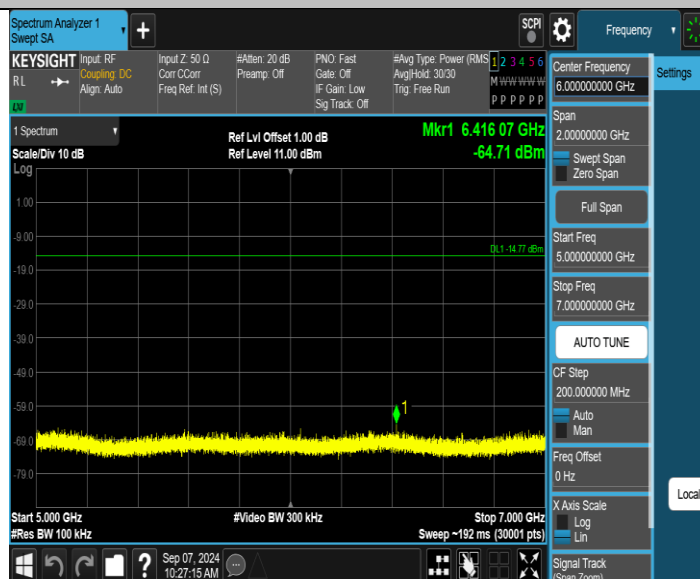 Spectrum Analyzer 1
Swept SA
+
SCPI
Frequency
KEYSIGHT
RL
LXI
Input: RF
Coupling: DC
Align: Auto
Input Z: 50 Ω
Corr CCorr
Freq Ref: Int (S)
#Atten: 20 dB
Preamp: Off
PNO: Fast
Gate: Off
IF Gain: Low
Sig Track: Off
#Avg Type: Power (RMS
Avg|Hold: 30/30
Trig: Free Run
1 2 3 4 5 6
M W W W W W
P P P P P P
Settings
1 Spectrum
Scale/Div 10 dB
Log
Ref Lvl Offset 1.00 dB
Ref Level 11.00 dBm
Mkr1 6.416 07 GHz
-64.71 dBm
1.00
-9.00
DL1 -14.77 dBm
-19.0
-29.0
-39.0
-49.0
-59.0
1
-69.0
-79.0
Start 5.000 GHz
#Res BW 100 kHz
#Video BW 300 kHz
Stop 7.000 GHz
Sweep ~192 ms (30001 pts)
Center Frequency
6.000000000 GHz
Span
2.00000000 GHz
Swept Span
Zero Span
Full Span
Start Freq
5.000000000 GHz
Stop Freq
7.000000000 GHz
AUTO TUNE
CF Step
200.000000 MHz
Auto
Man
Freq Offset
0 Hz
X Axis Scale
Log
Lin
Signal Track
(Span Zoom)
Local
?
Sep 07, 2024
10:27:15 AM